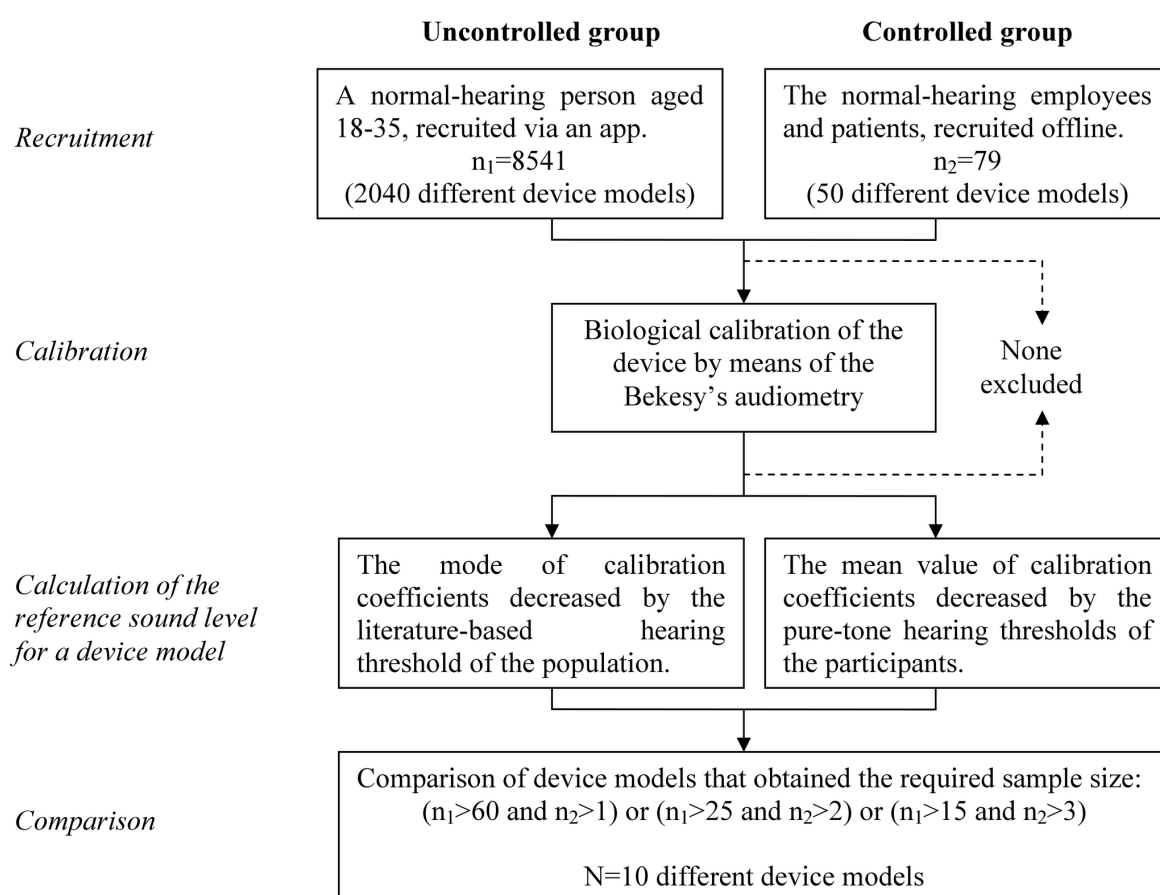 Uncontrolled group
Controlled group
Recruitment
A normal-hearing person aged
18-35, recruited via an app.
n₁=8541
(2040 different device models)
The normal-hearing employees
and patients, recruited offline.
n₂=79
(50 different device models)
Calibration
Biological calibration of the
device by means of the
Bekesy’s audiometry
None
excluded
Calculation of the
reference sound level
for a device model
The mode of calibration
coefficients decreased by the
literature-based hearing
threshold of the population.
The mean value of calibration
coefficients decreased by the
pure-tone hearing thresholds of
the participants.
Comparison
Comparison of device models that obtained the required sample size:
(n₁>60 and n₂>1) or (n₁>25 and n₂>2) or (n₁>15 and n₂>3)
N=10 different device models